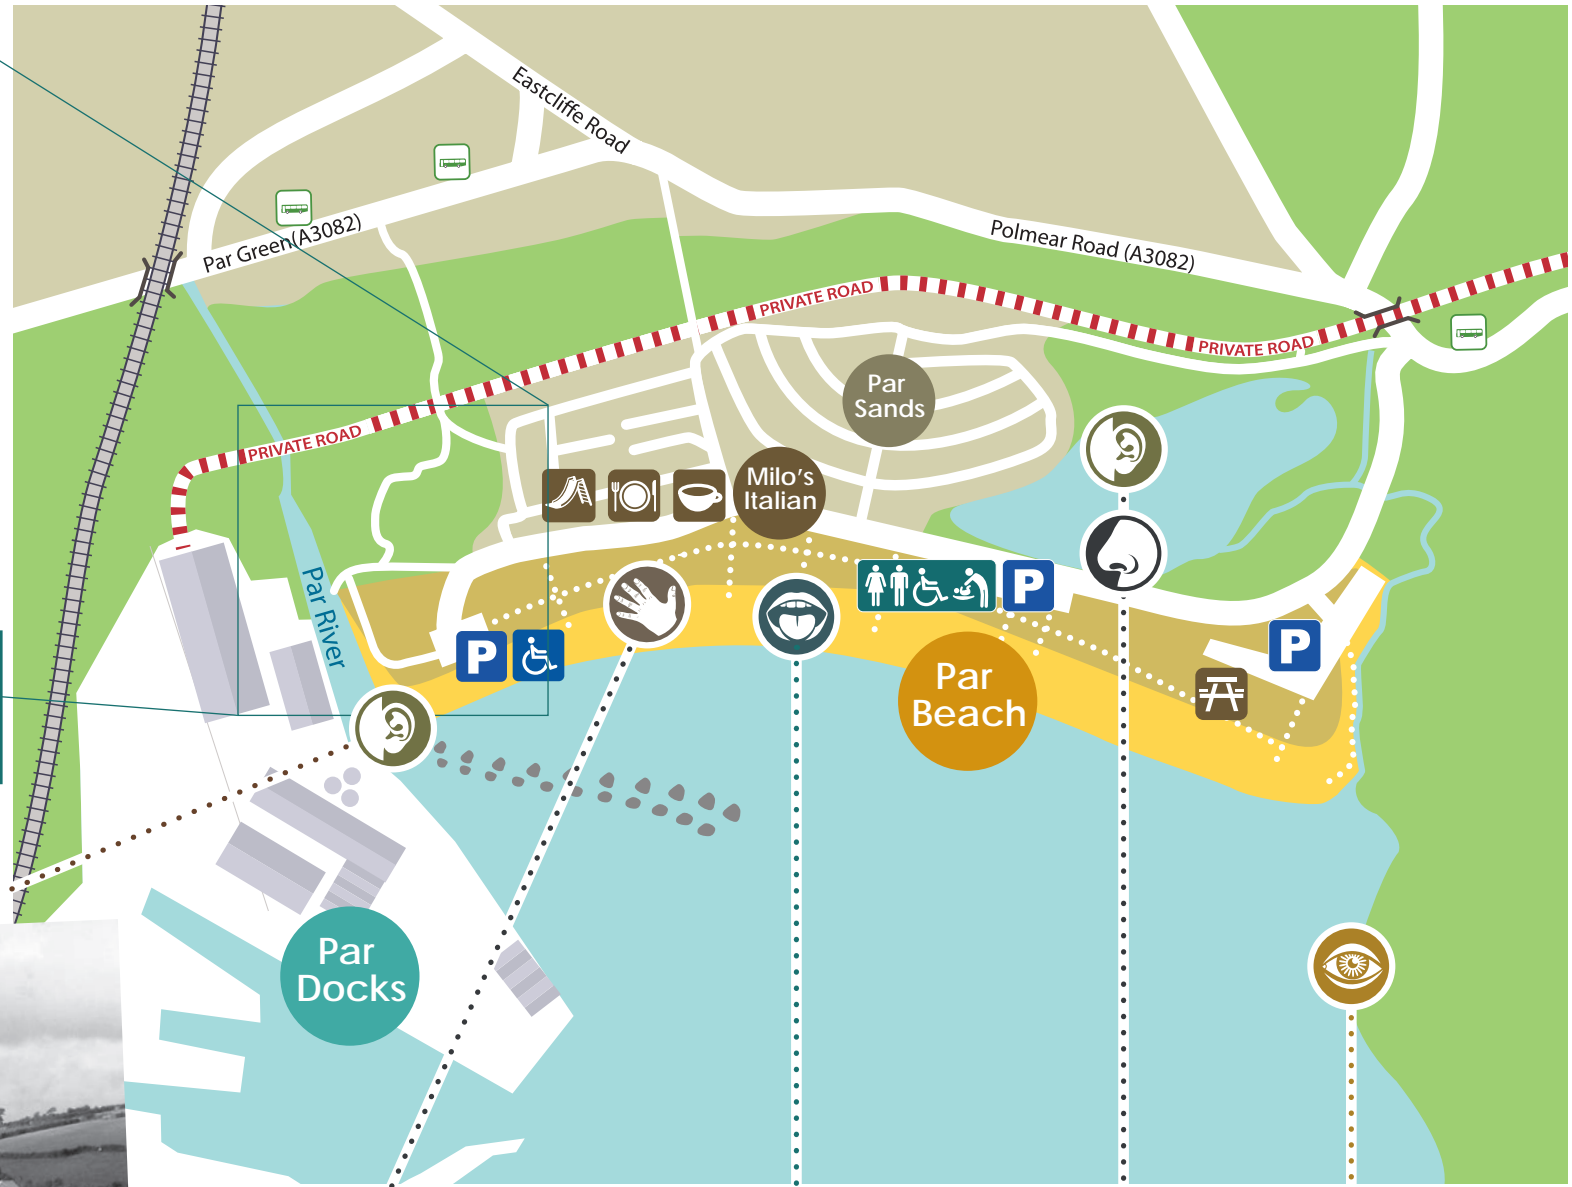 Eastcliffe Road
Par Green(A3082)
Polmear Road (A3082)
PRIVATE ROAD
PRIVATE ROAD
PRIVATE ROAD
Par
Sands
Milo's
Italian
Par River
P
P
P
Par
Beach
Par
Docks